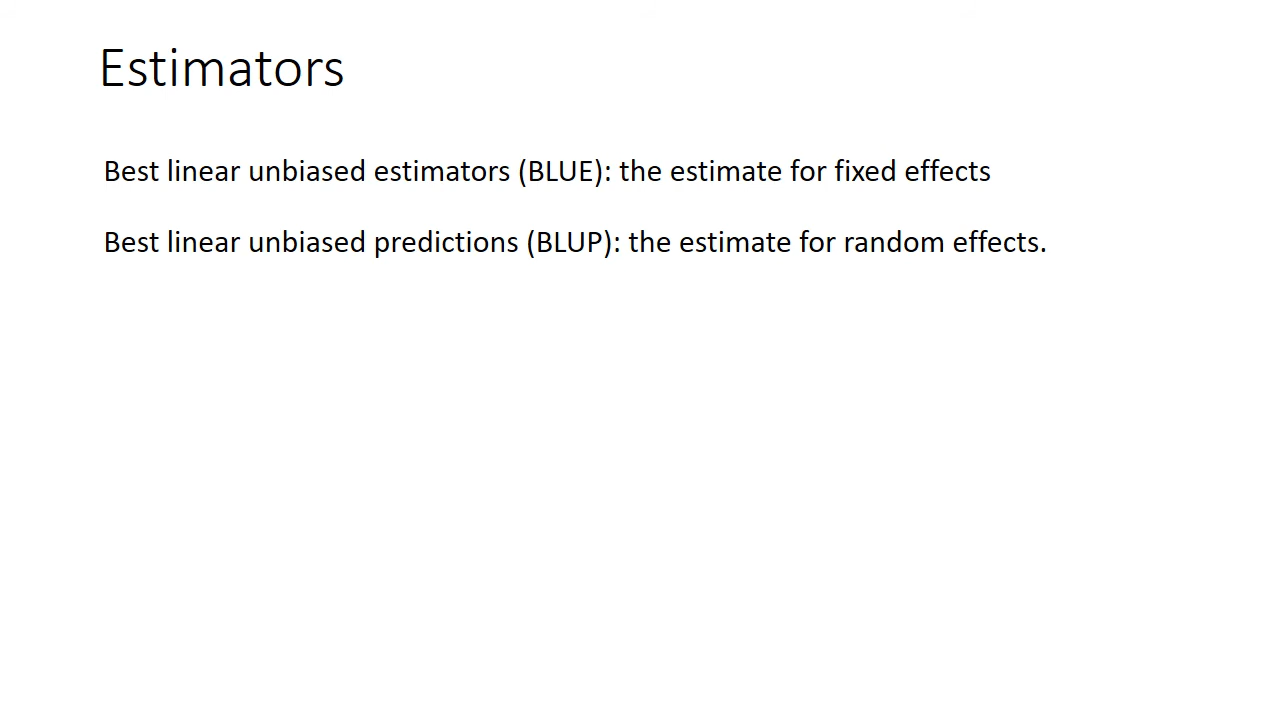 Estimators
Best linear unbiased estimators (BLUE): the estimate for fixed effects
Best linear unbiased predictions (BLUP): the estimate for random effects.